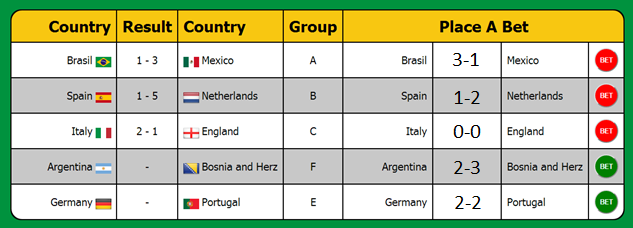 Country Result Country Group Place A Bet
Brasil 1 - 3 Mexico A Brasil 3-1 Mexico BET
Spain 1 - 5 Netherlands B Spain 1-2 Netherlands BET
Italy 2 - 1 England C Italy 0-0 England BET
Argentina - Bosnia and Herz F Argentina 2-3 Bosnia and Herz BET
Germany - Portugal E Germany 2-2 Portugal BET